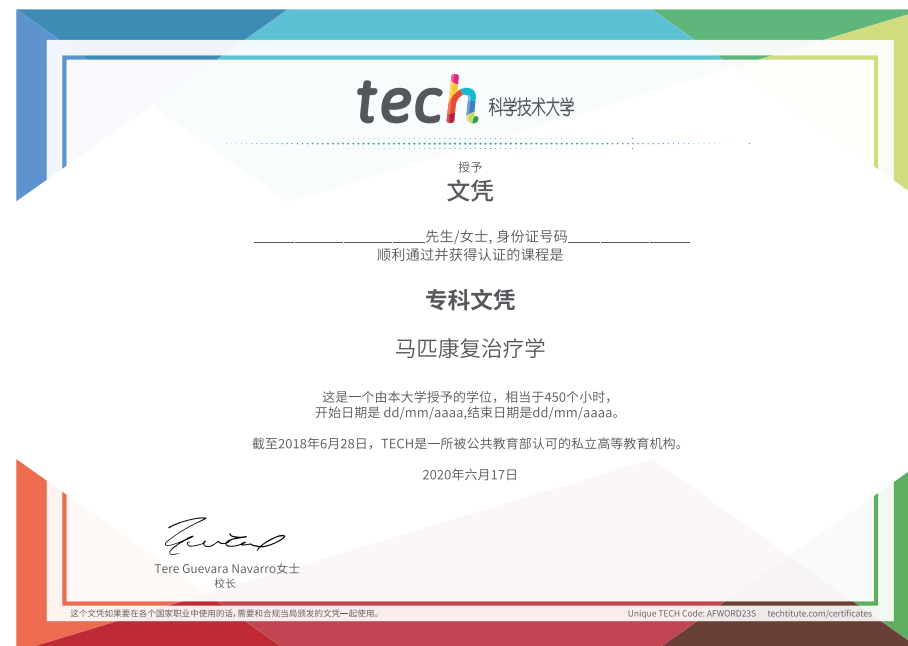 tech 科学技术大学
授予
文凭
先生/女士, 身份证号码
顺利通过并获得认证的课程是
专科文凭
马匹康复治疗学
这是一个由本大学授予的学位，相当于450个小时，
开始日期是 dd/mm/aaaa,结束日期是dd/mm/aaaa。
截至2018年6月28日，TECH是一所被公共教育部认可的私立高等教育机构。
2020年六月17日
Tere Guevara Navarro女士
校长
这个文凭如果要在各个国家职业中使用的话,需要和合规当局颁发的文凭一起使用。
Unique TECH Code: AFWORD23S techtitute.com/certificates